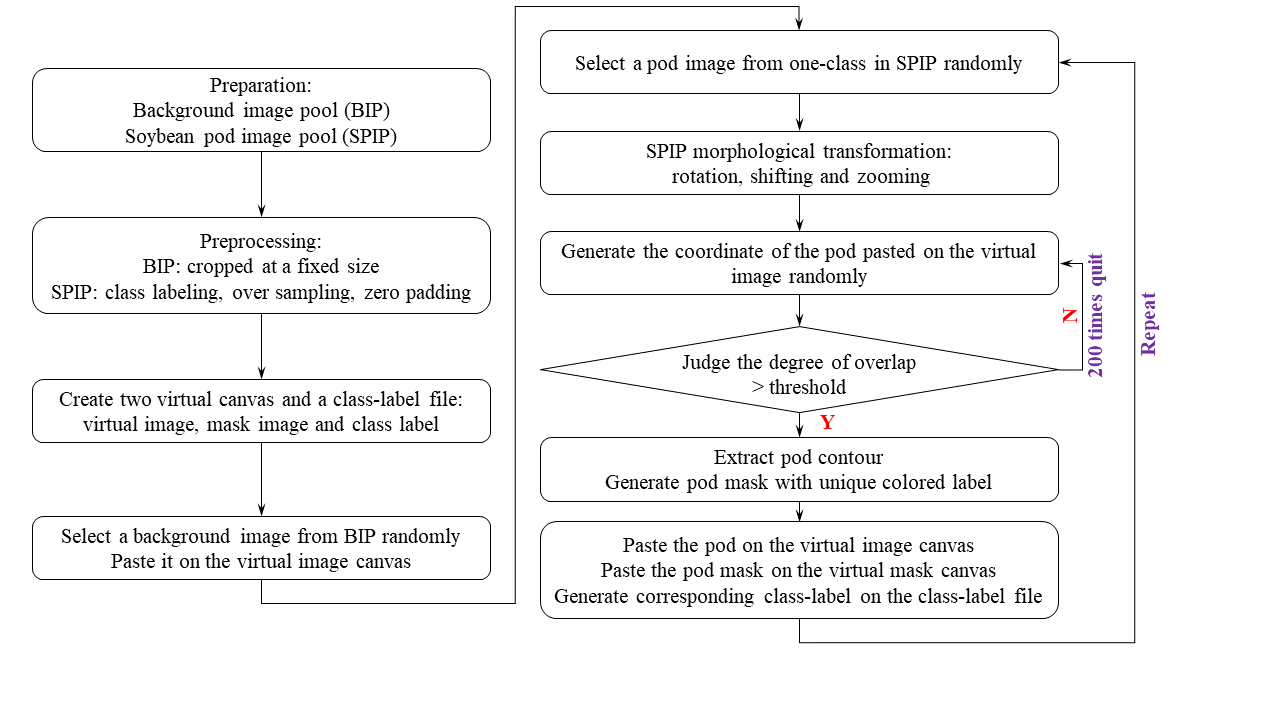 Preparation:
Background image pool (BIP)
Soybean pod image pool (SPIP)
Preprocessing:
BIP: cropped at a fixed size
SPIP: class labeling, over sampling, zero padding
Create two virtual canvas and a class-label file:
virtual image, mask image and class label
Select a background image from BIP randomly
Paste it on the virtual image canvas
Select a pod image from one-class in SPIP randomly
SPIP morphological transformation:
rotation, shifting and zooming
Generate the coordinate of the pod pasted on the virtual
image randomly
Judge the degree of overlap
> threshold
N
200 times quit
Repeat
Y
Extract pod contour
Generate pod mask with unique colored label
Paste the pod on the virtual image canvas
Paste the pod mask on the virtual mask canvas
Generate corresponding class-label on the class-label file